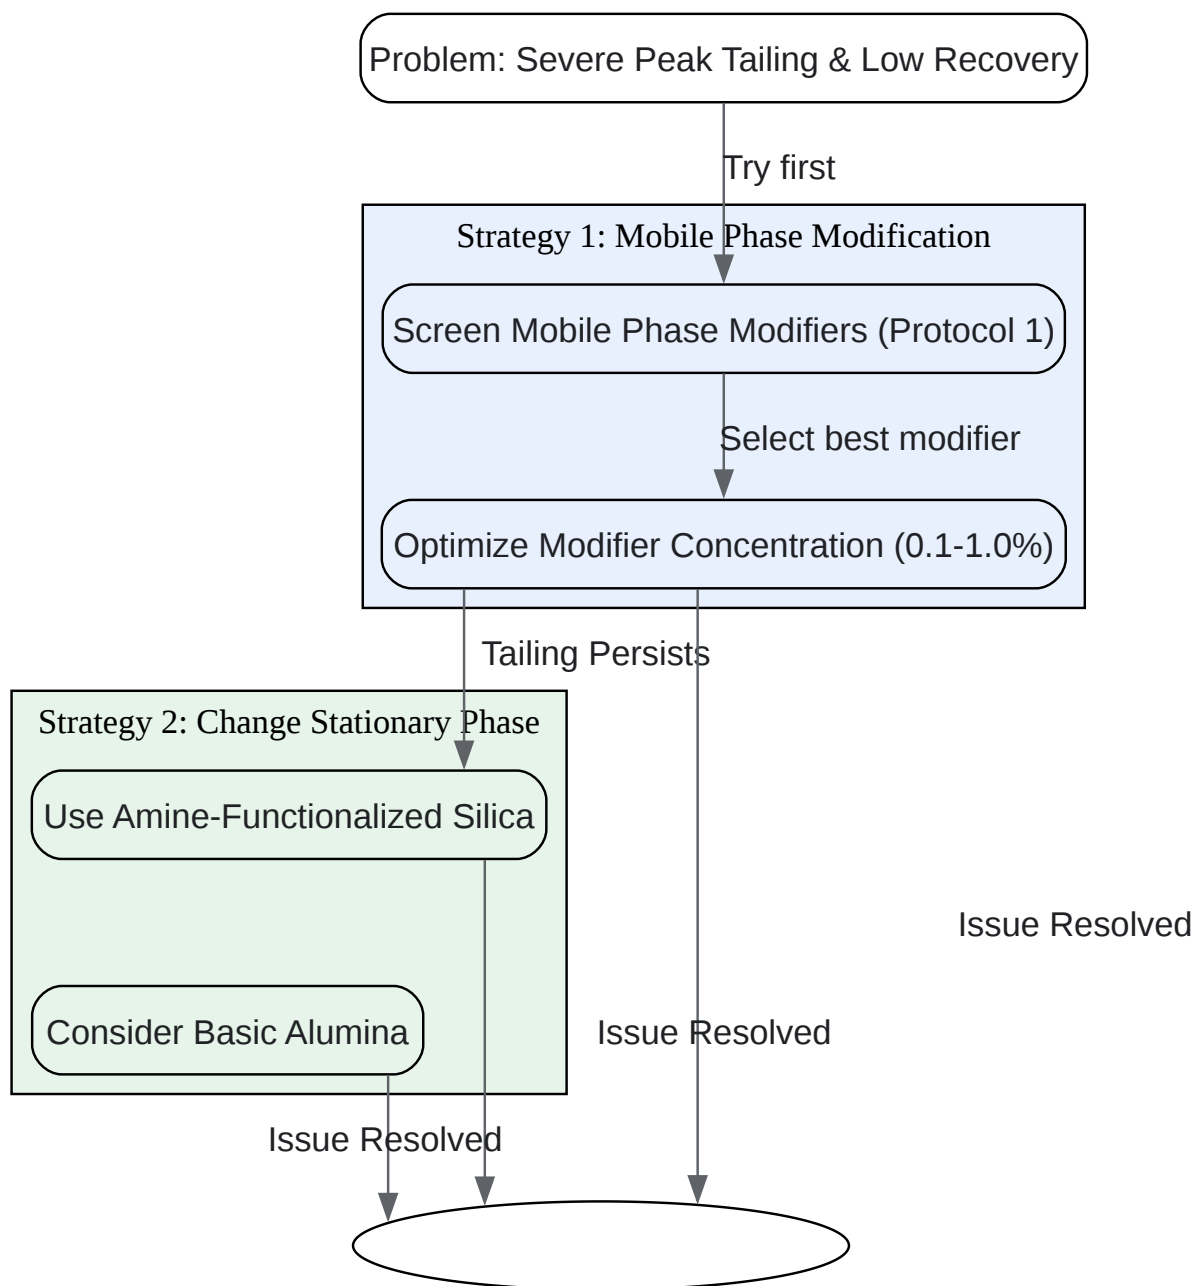 Problem: Severe Peak Tailing & Low Recovery
Try first
Strategy 1: Mobile Phase Modification
Screen Mobile Phase Modifiers (Protocol 1)
Select best modifier
Optimize Modifier Concentration (0.1-1.0%)
Tailing Persists
Strategy 2: Change Stationary Phase
Use Amine-Functionalized Silica
Issue Resolved
Consider Basic Alumina
Issue Resolved
Issue Resolved